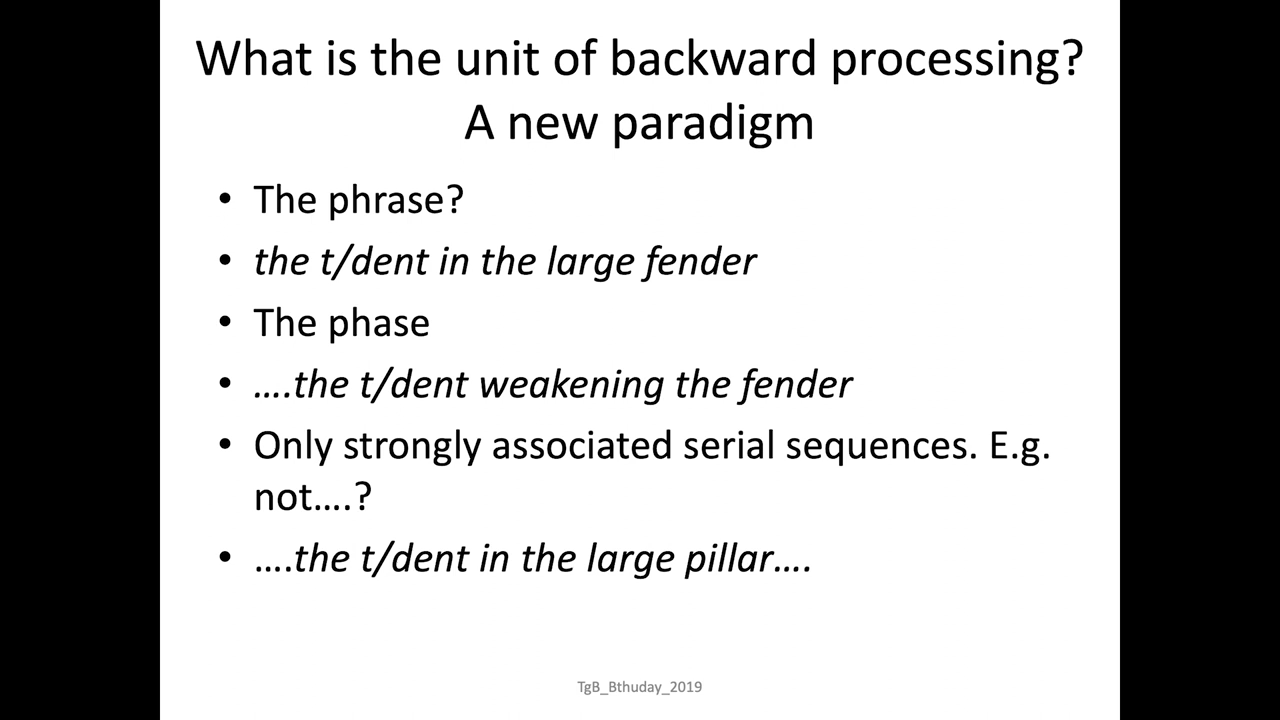 What is the unit of backward processing?
A new paradigm
• The phrase?
• the t/dent in the large fender
• The phase
• ….the t/dent weakening the fender
• Only strongly associated serial sequences. E.g.
not….?
• ….the t/dent in the large pillar….
TgB_Bthuday_2019